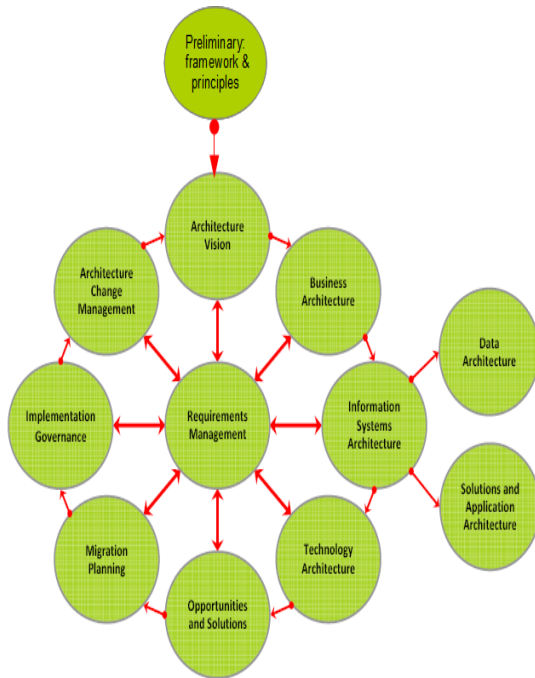 Preliminary:
framework &
principles
Architecture
Vision
Architecture
Change
Management
Business
Architecture
Data
Architecture
Implementation
Governance
Requirements
Management
Information
Systems
Architecture
Solutions and
Application
Architecture
Migration
Planning
Technology
Architecture
Opportunities
and Solutions